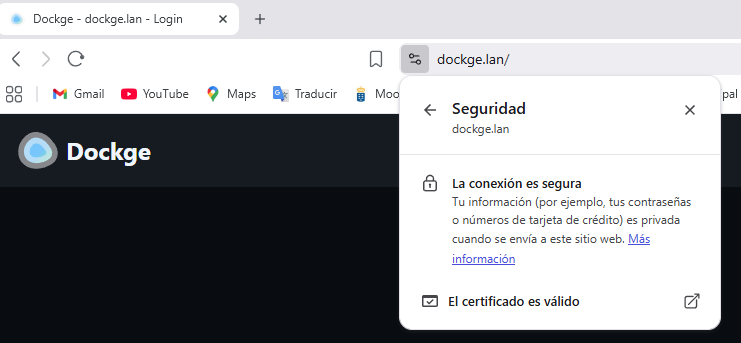 Dockge - dockge.lan - Login
dockge.lan/
Gmail YouTube Maps Traducir Moo pal
Seguridad
dockge.lan
Dockge
La conexión es segura
Tu información (por ejemplo, tus contraseñas
o números de tarjeta de crédito) es privada
cuando se envía a este sitio web. Más
información
El certificado es válido